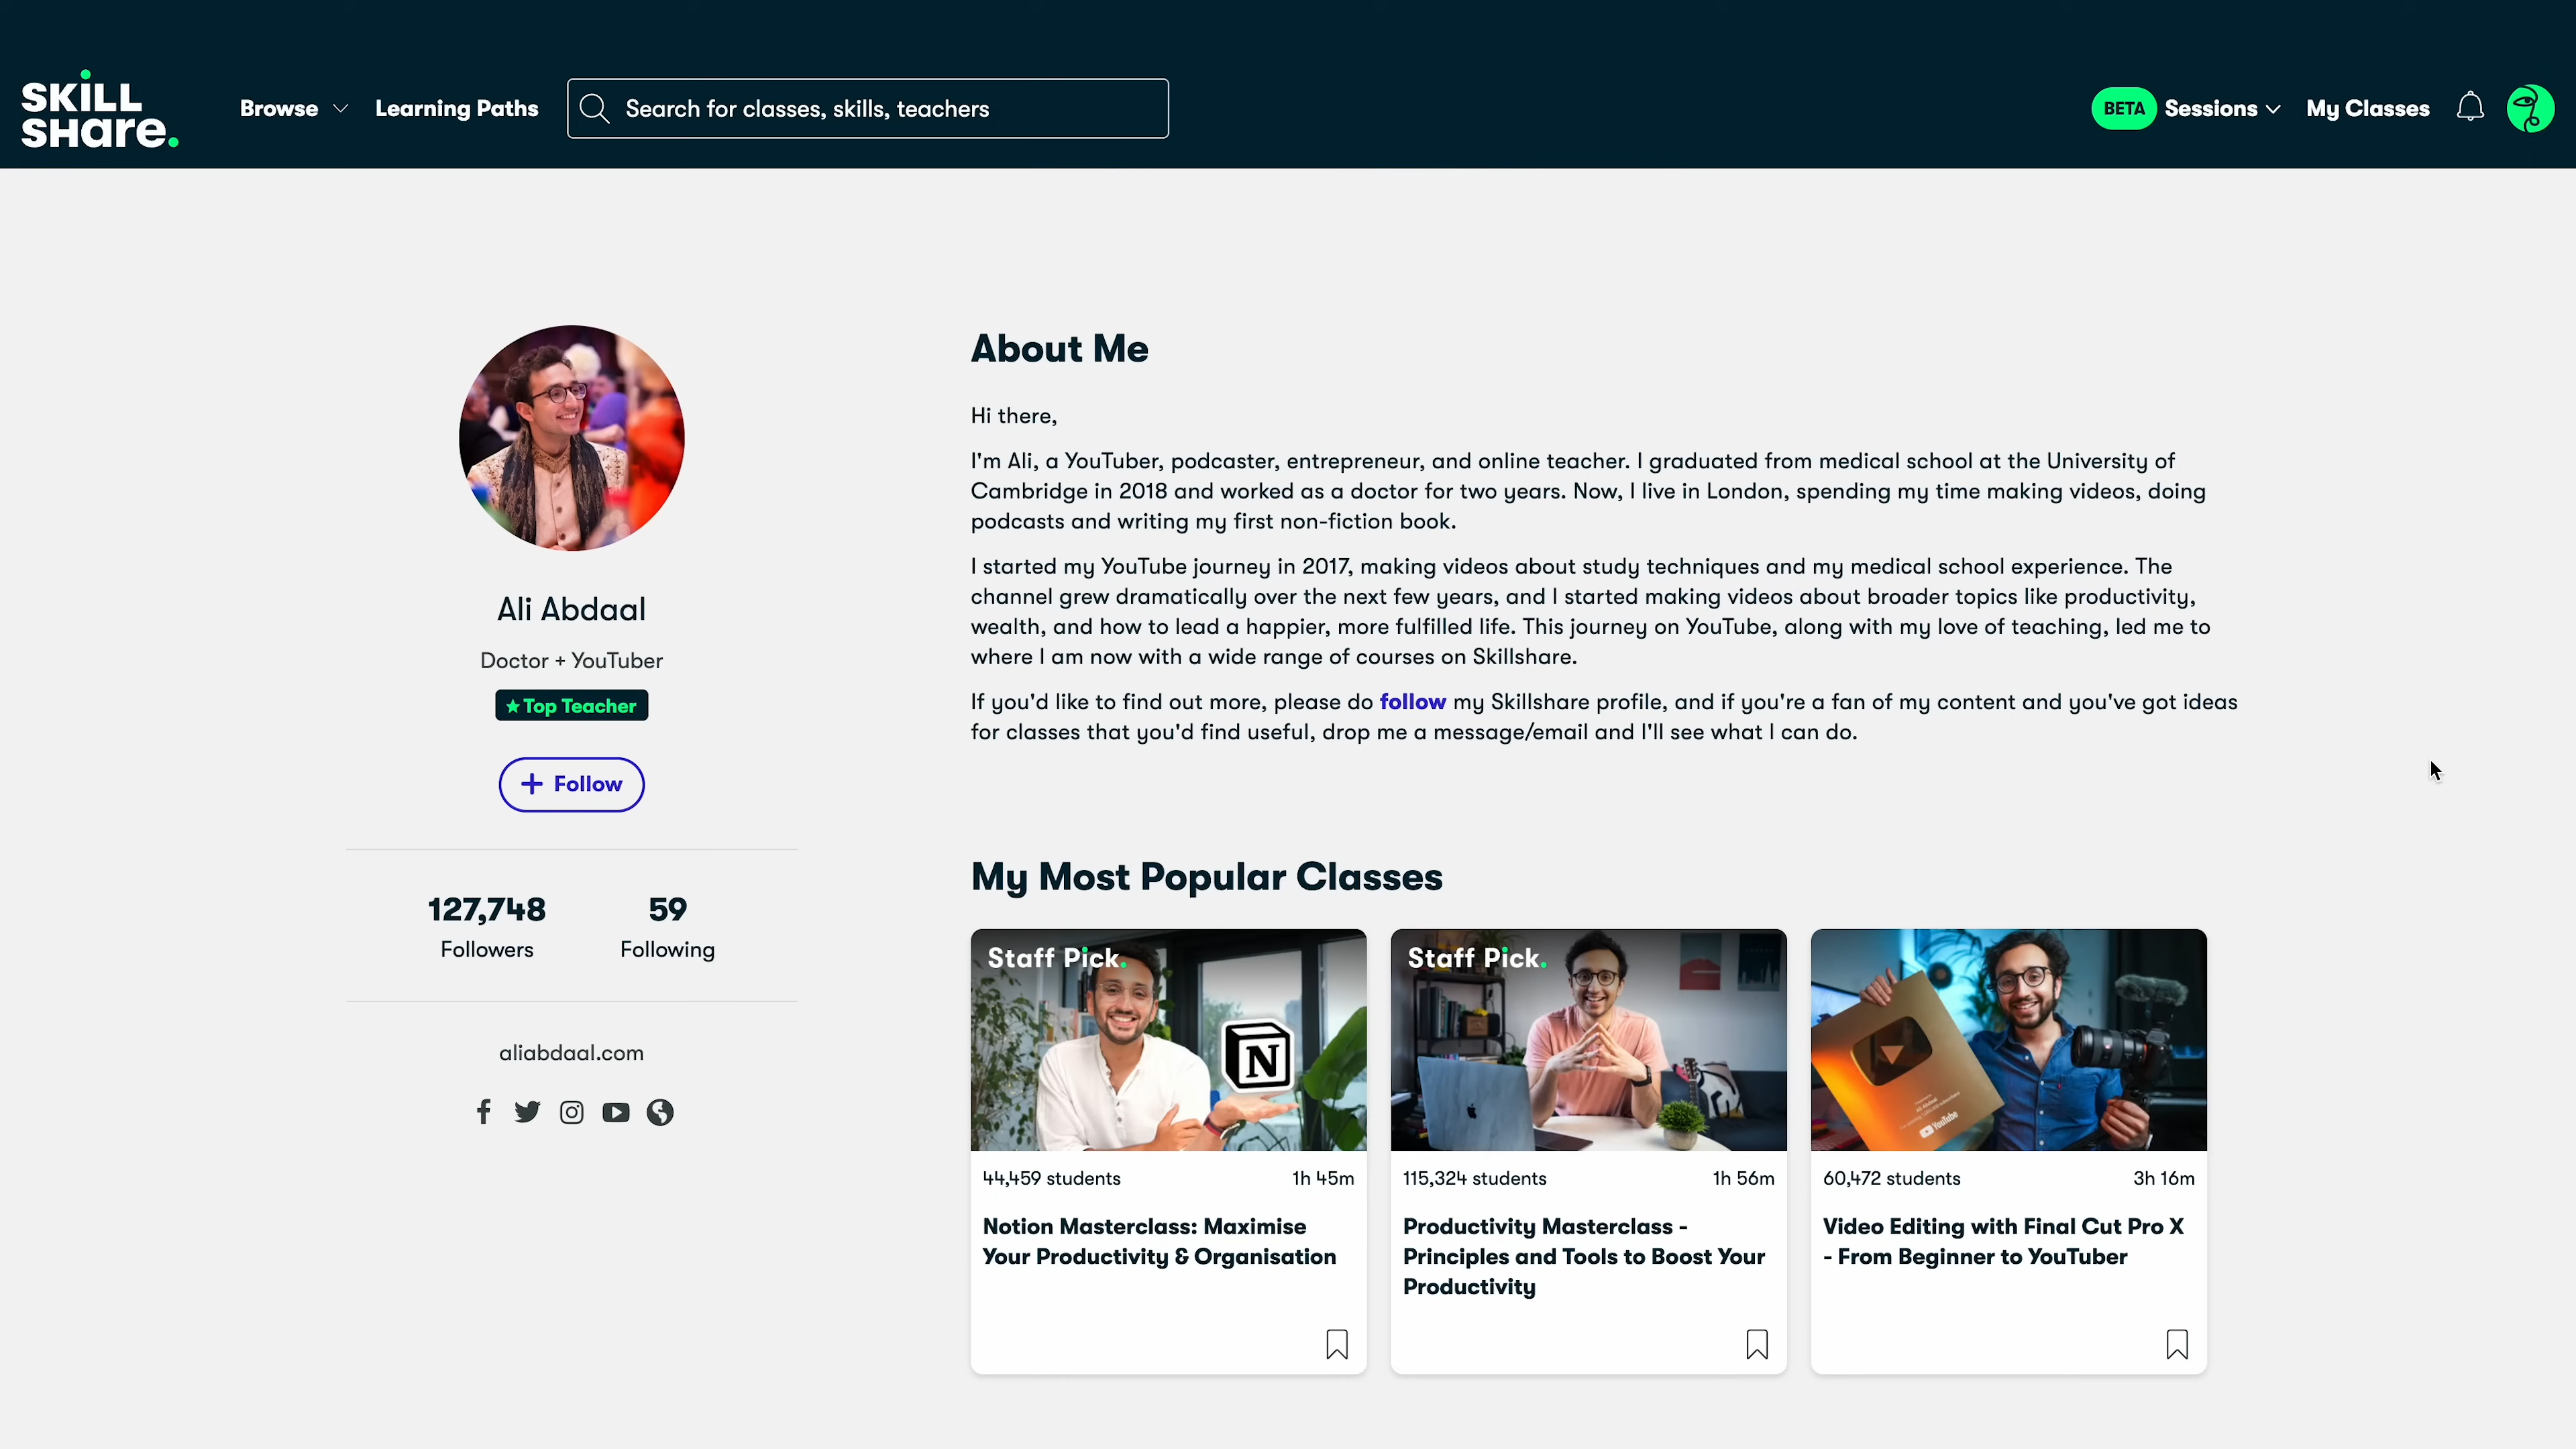 SKILL
SHare.
Browse
Learning Paths
Search for classes, skills, teachers
BETA
Sessions
My Classes
Ali Abdaal
Doctor + YouTuber
Top Teacher
Follow
127,748
Followers
59
Following
aliabdaal.com
About Me
Hi there,
I'm Ali, a YouTuber, podcaster, entrepreneur, and online teacher. I graduated from medical school at the University of
Cambridge in 2018 and worked as a doctor for two years. Now, I live in London, spending my time making videos, doing
podcasts and writing my first non-fiction book.
I started my YouTube journey in 2017, making videos about study techniques and my medical school experience. The
channel grew dramatically over the next few years, and I started making videos about broader topics like productivity,
wealth, and how to lead a happier, more fulfilled life. This journey on YouTube, along with my love of teaching, led me to
where I am now with a wide range of courses on Skillshare.
If you'd like to find out more, please do follow my Skillshare profile, and if you're a fan of my content and you've got ideas
for classes that you'd find useful, drop me a message/email and I'll see what I can do.
My Most Popular Classes
Staff Pick.
N
44,459 students
1h 45m
Notion Masterclass: Maximise
Your Productivity & Organisation
Staff Pick.
115,324 students
1h 56m
Productivity Masterclass -
Principles and Tools to Boost Your
Productivity
YouTube
60,472 students
3h 16m
Video Editing with Final Cut Pro X
- From Beginner to YouTuber